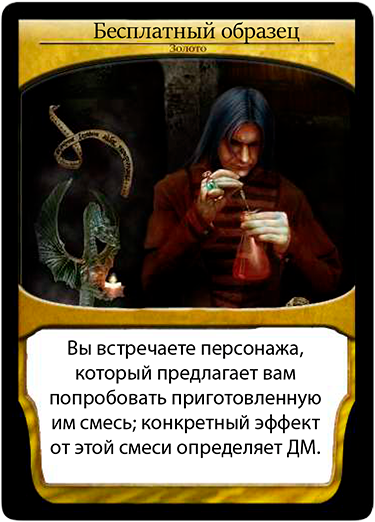 Бесплатный образец
Золото
Вы встречаете персонажа,
который предлагает вам
попробовать приготовленную
им смесь; конкретный эффект
от этой смеси определяет ДМ.